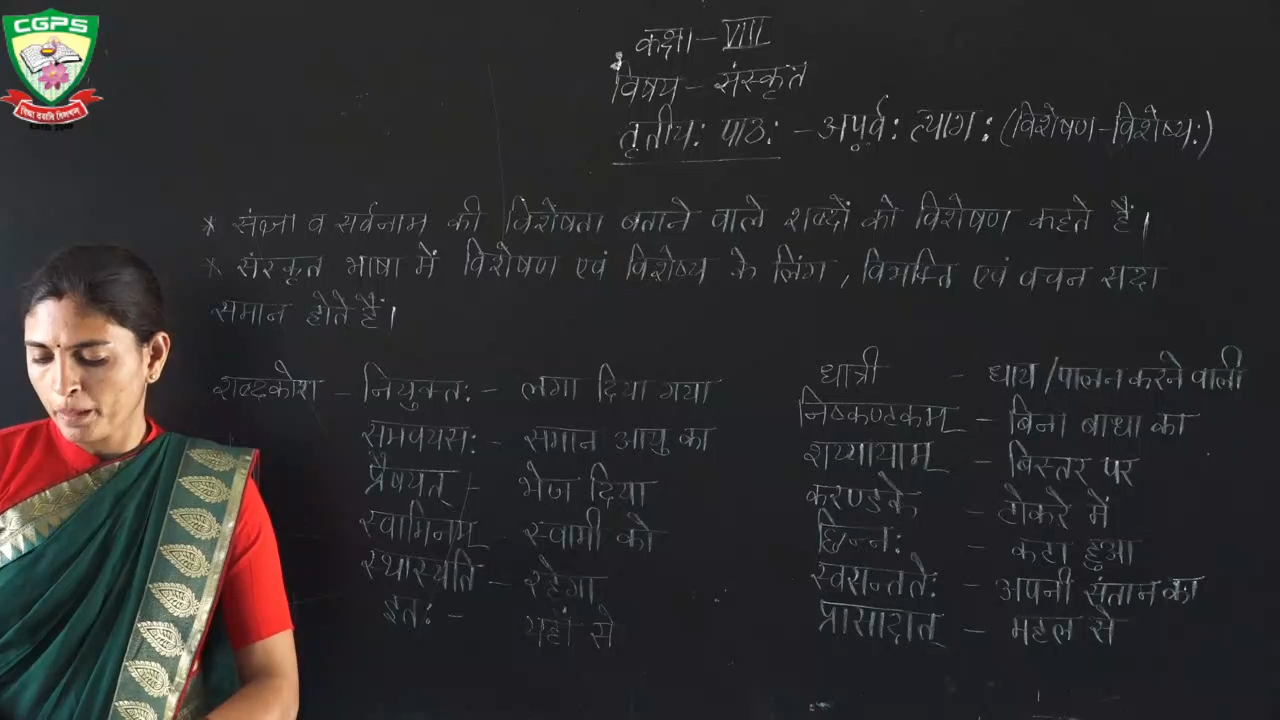 CGPS
विद्या ददाति विनयम्
कक्षा - VIII
विषय - संस्कृत
तृतीयः पाठः - अपूर्वः त्यागः (विशेषण-विशेष्यः)
* संज्ञा व सर्वनाम की विशेषता बताने वाले शब्दों को विशेषण कहते हैं।
* संस्कृत भाषा में विशेषण एवं विशेष्य के लिंग, विभक्ति एवं वचन सदा
समान होते हैं।
शब्दकोश - नियुक्तः - लगा दिया गया
समवयसः - समान आयु का
प्रैषयत् - भेज दिया
स्वामिनम् - स्वामी को
स्थास्यति - रहेगा
इतः - यहाँ से
धात्री - धाय/पालन करने वाली
निष्कण्टकम् - बिना बाधा का
शय्यायाम् - बिस्तर पर
करण्डके - टोकरे में
छिन्नः - कटा हुआ
स्वसन्ततेः - अपनी संतान का
प्रासादात् - महल से